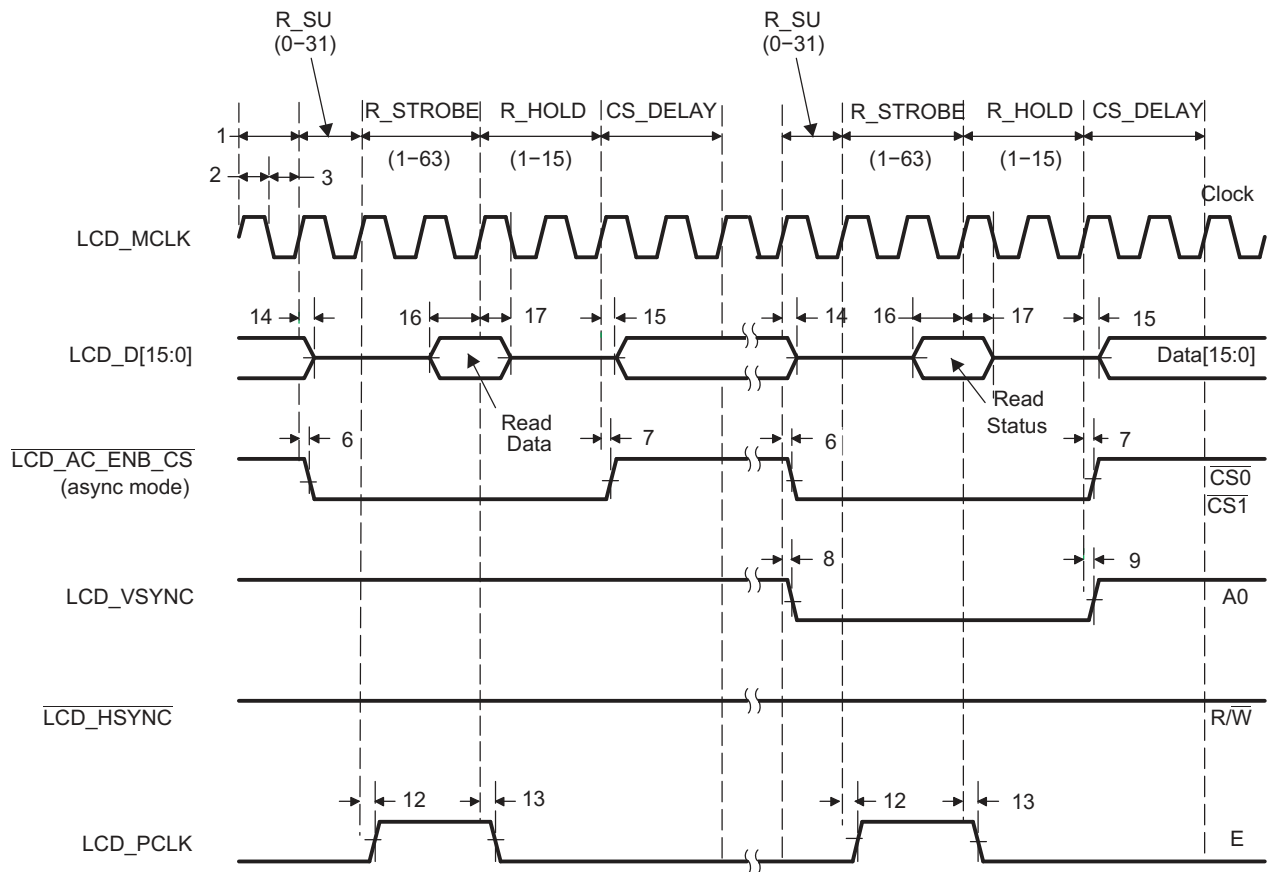 R_SU
(0−31)
R_SU
(0−31)
R_STROBE
R_HOLD
CS_DELAY
R_STROBE
R_HOLD
CS_DELAY
1
(1−63)
(1−15)
(1−63)
(1−15)
2
3
Clock
LCD_MCLK
14
16
17
15
14
16
17
15
LCD_D[15:0]
Data[15:0]
Read
Data
Read
Status
6
7
6
7
LCD_AC_ENB_CS
(async mode)
CS0
CS1
8
9
LCD_VSYNC
A0
LCD_HSYNC
R/W
12
13
12
13
LCD_PCLK
E